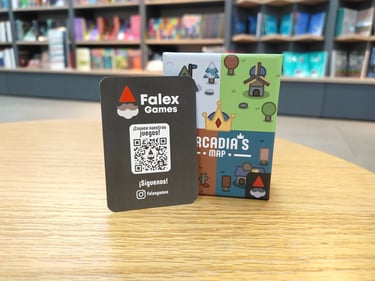 Falex
Games
¡Conoce nuestros
juegos!
¡Síguenos!
falexgames
ARCADIA'S
MAP